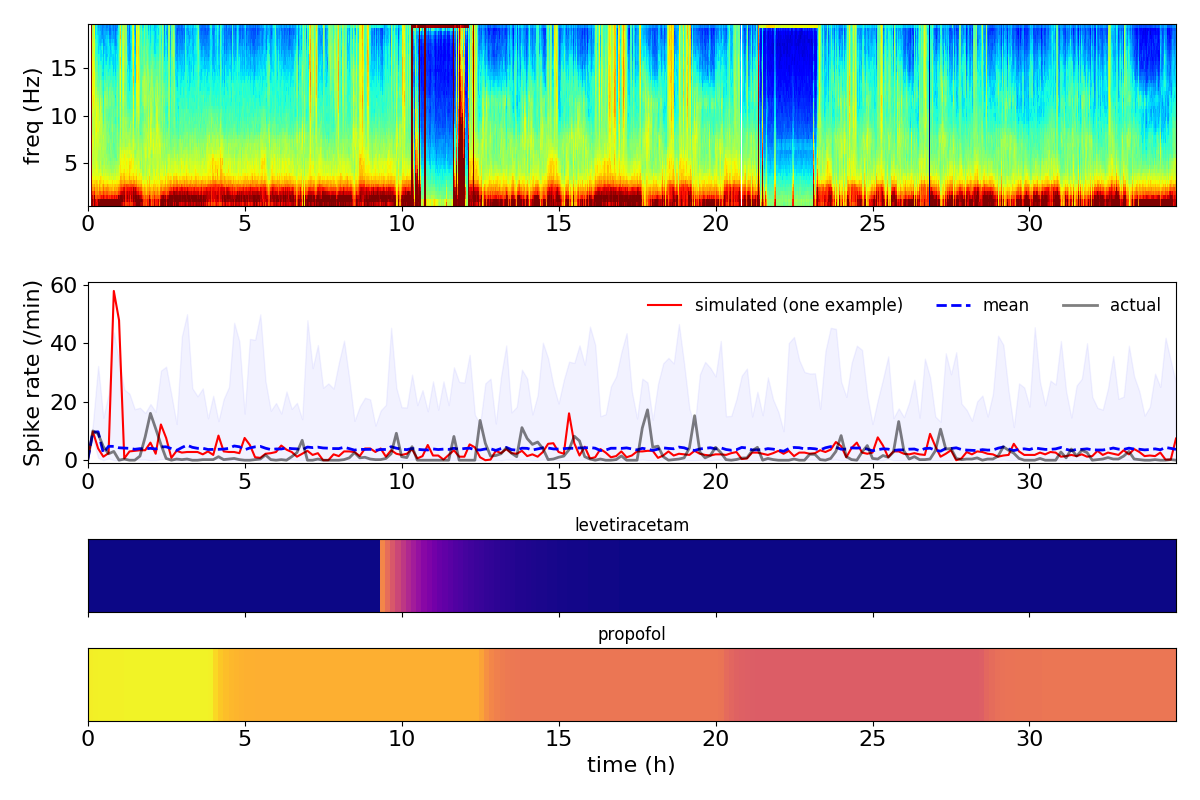 freq (Hz)
15
10
5
0 5 10 15 20 25 30
Spike rate (/min)
60
40
20
0
simulated (one example) mean actual
0 5 10 15 20 25 30
levetiracetam
propofol
0 5 10 15 20 25 30
time (h)